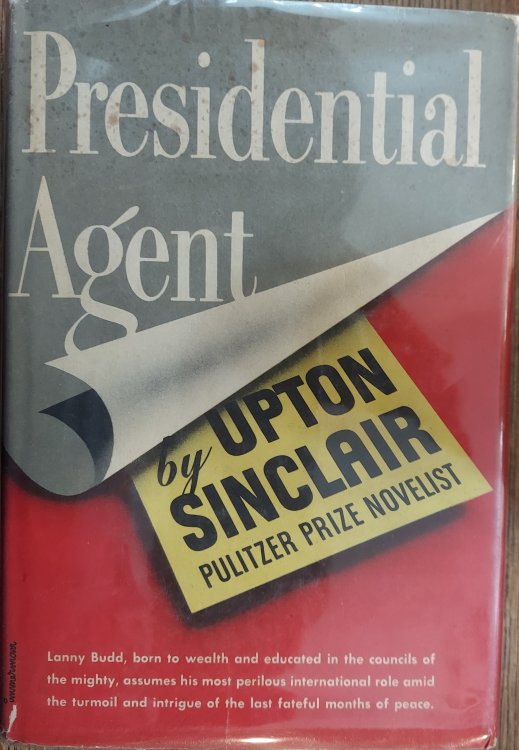 Presidential
Agent
by UPTON
SINCLAIR
PULITZER PRIZE NOVELIST
Lanny Budd, born to wealth and educated in the councils of
the mighty, assumes his most perilous international role amid
the turmoil and intrigue of the last fateful months of peace.